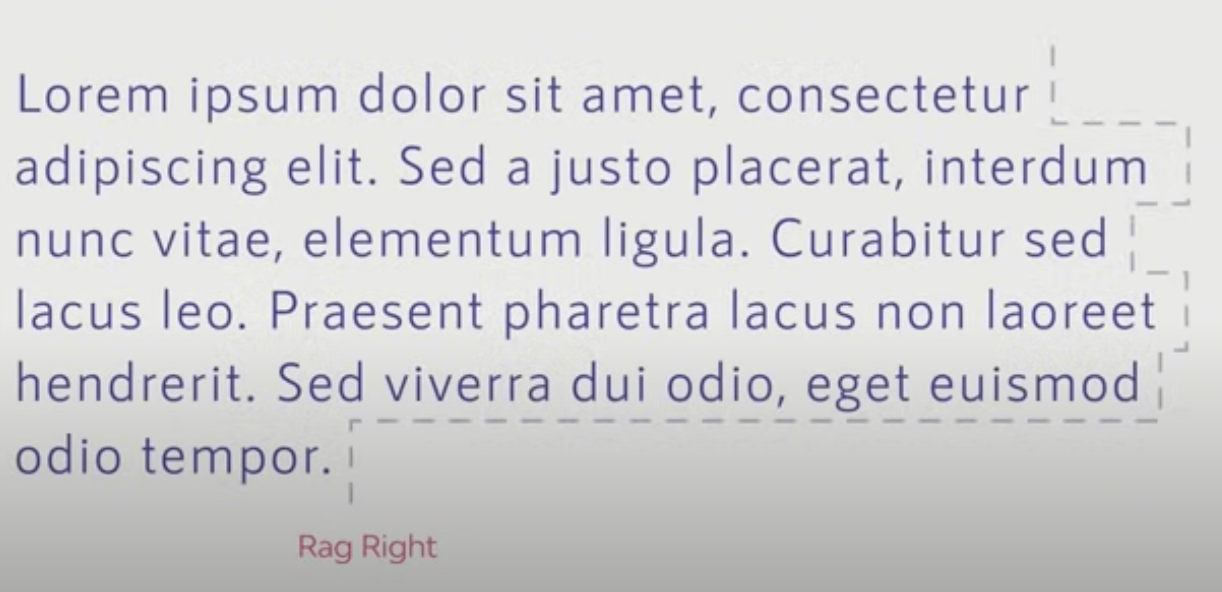 Lorem ipsum dolor sit amet, consectetur
adipiscing elit. Sed a justo placerat, interdum
nunc vitae, elementum ligula. Curabitur sed
lacus leo. Praesent pharetra lacus non laoreet
hendrerit. Sed viverra dui odio, eget euismod
odio tempor.
Rag Right